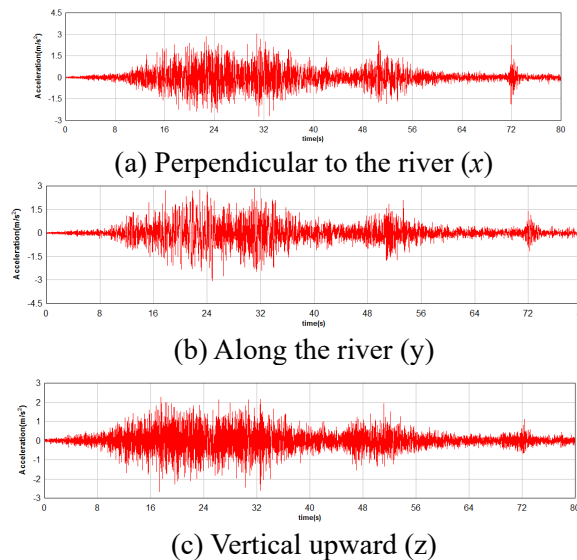 4.5
3
1.5
0
-1.5
-3
Acceleration(m/s²)
0 8 16 24 32 40 48 56 64 72 80
time(s)
(a) Perpendicular to the river (x)
3
1.5
0
-1.5
-3
-4.5
Acceleration(m/s²)
0 8 16 24 32 40 48 56 64 72 80
time(s)
(b) Along the river (y)
3
2
1
0
-1
-2
-3
Acceleration(m/s²)
0 8 16 24 32 40 48 56 64 72 80
time(s)
(c) Vertical upward (z)